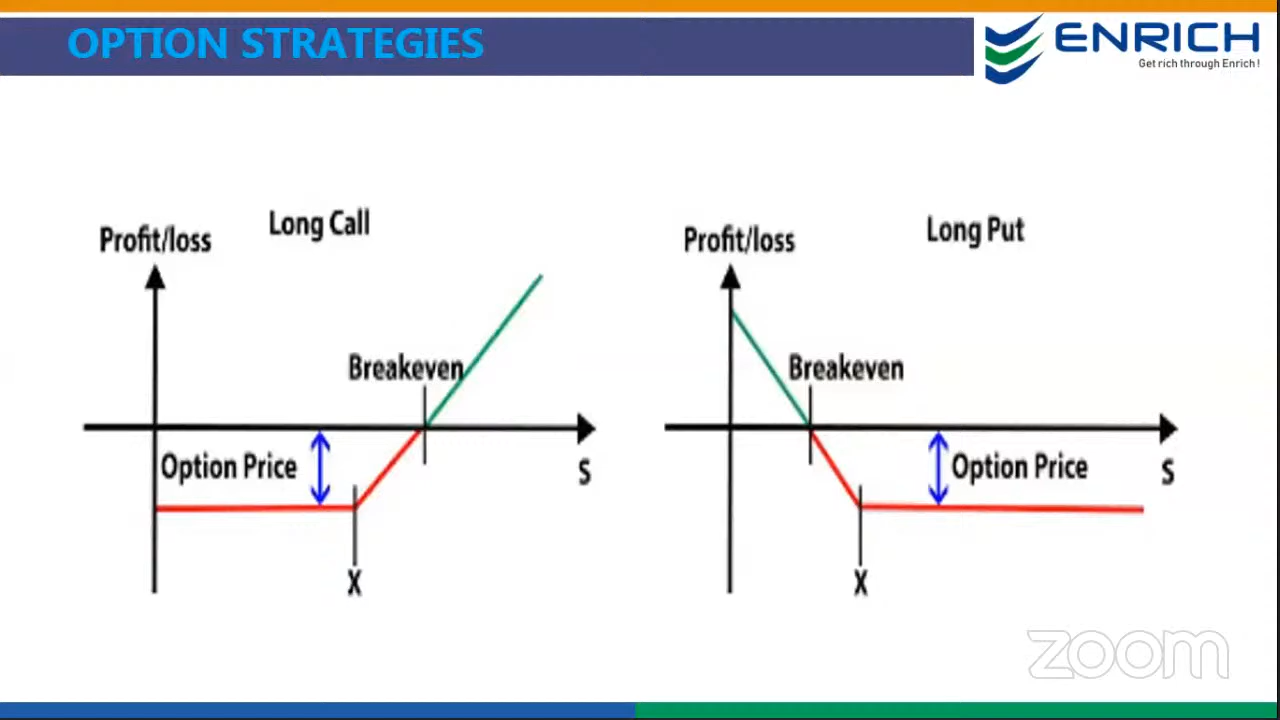 OPTION STRATEGIES
ENRICH
Get rich through Enrich !
Long Call
Profit/loss
Breakeven
Option Price
S
X
Long Put
Profit/loss
Breakeven
Option Price
S
X
zoom